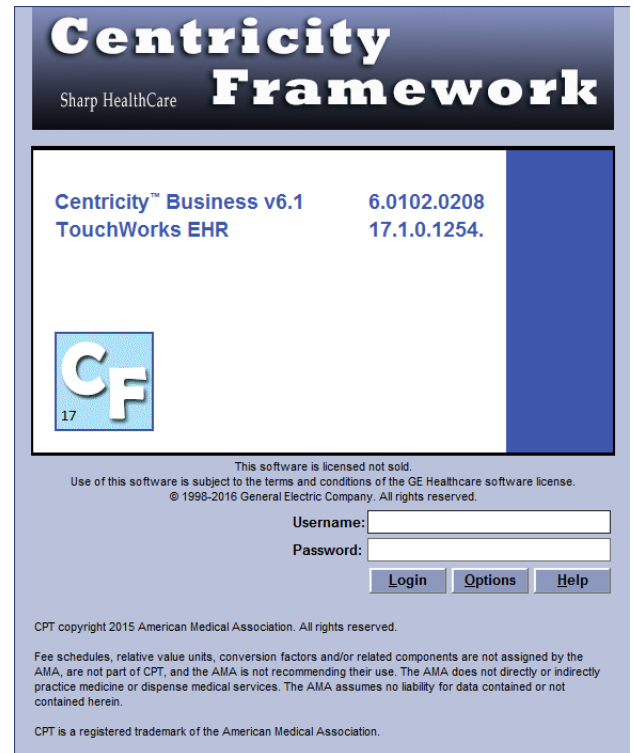 Centricity
Sharp HealthCare Framework
Centricity™ Business v6.1 6.0102.0208
TouchWorks EHR 17.1.0.1254.
CF
17
This software is licensed not sold.
Use of this software is subject to the terms and conditions of the GE Healthcare software license.
© 1998-2016 General Electric Company. All rights reserved.
Username:
Password:
Login Options Help
CPT copyright 2015 American Medical Association. All rights reserved.
Fee schedules, relative value units, conversion factors and/or related components are not assigned by the
AMA, are not part of CPT, and the AMA is not recommending their use. The AMA does not directly or indirectly
practice medicine or dispense medical services. The AMA assumes no liability for data contained or not
contained herein.
CPT is a registered trademark of the American Medical Association.